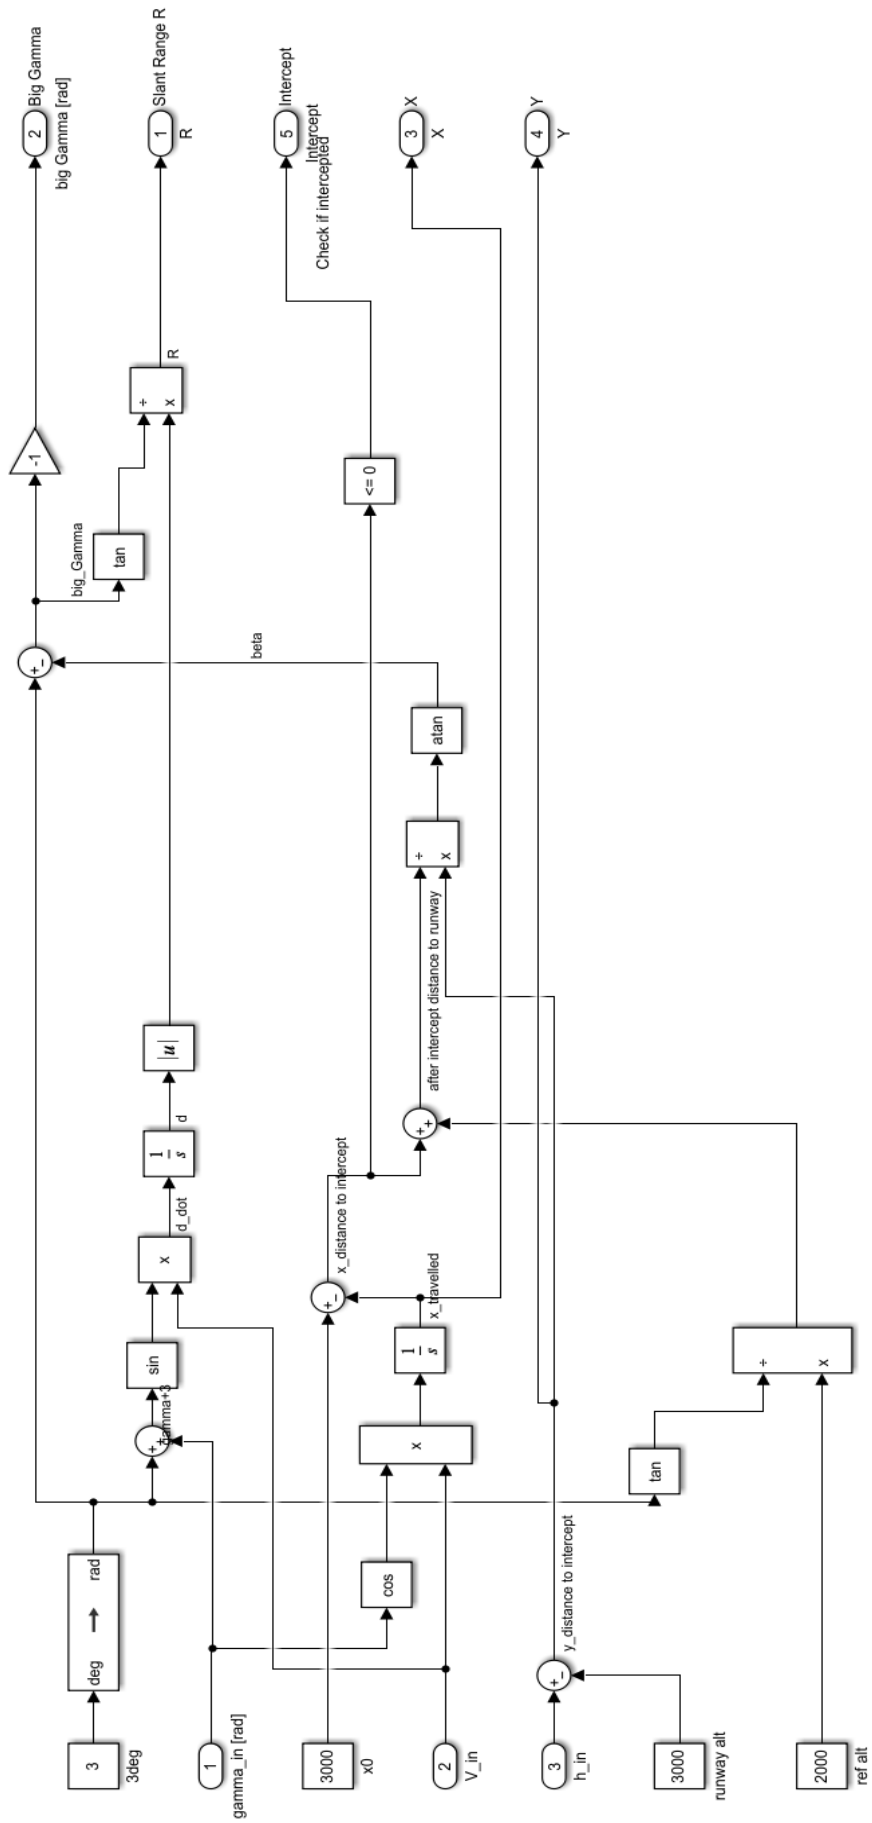 3
3deg
deg
rad
1
gamma_in [rad]
+
+
gamma+3
sin
x
d_dot
1
s
d
|u|
+
-
big_Gamma
tan
-1
2
Big Gamma
big Gamma [rad]
÷
x
R
1
Slant Range R
R
3000
x0
cos
2
V_in
x
1
s
x_travelled
+
-
x_distance to intercept
+
+
after intercept distance to runway
÷
x
atan
beta
<= 0
Check if intercepted
5
Intercept
Intercept
3
X
X
3
h_in
+
-
y_distance to intercept
4
Y
Y
3000
runway alt
tan
÷
x
2000
ref alt